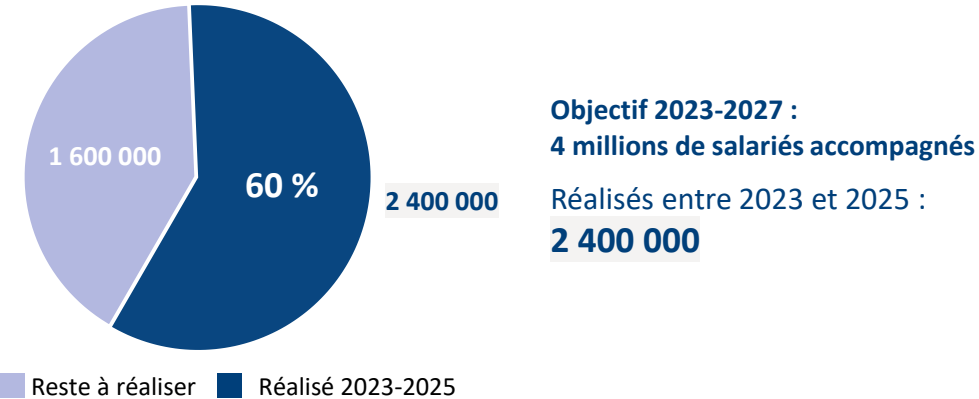 1 600 000
60 %
2 400 000
Objectif 2023-2027 :
4 millions de salariés accompagnés
Réalisés entre 2023 et 2025 :
2 400 000
Reste à réaliser
Réalisé 2023-2025